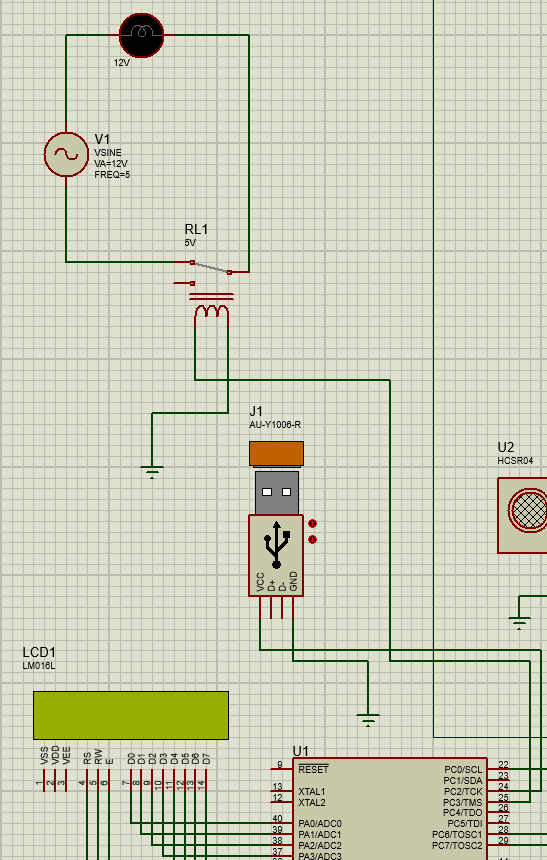 12V
V1
VSINE
VA=12V
FREQ=5
RL1
5V
J1
AU-Y1006-R
VCC
D+
D-
GND
U2
HCSR04
LCD1
LM016L
VSS
VDD
VEE
RS
RW
E
D0
D1
D2
D3
D4
D5
D6
D7
1
2
3
4
5
6
7
8
9
10
11
12
13
14
U1
9 RESET PC0/SCL 22
PC1/SDA 23
13 XTAL1 PC2/TCK 24
12 XTAL2 PC3/TMS 25
PC4/TDO 26
40 PA0/ADC0 PC5/TDI 27
39 PA1/ADC1 PC6/TOSC1 28
38 PA2/ADC2 PC7/TOSC2 29
37 PA3/ADC3